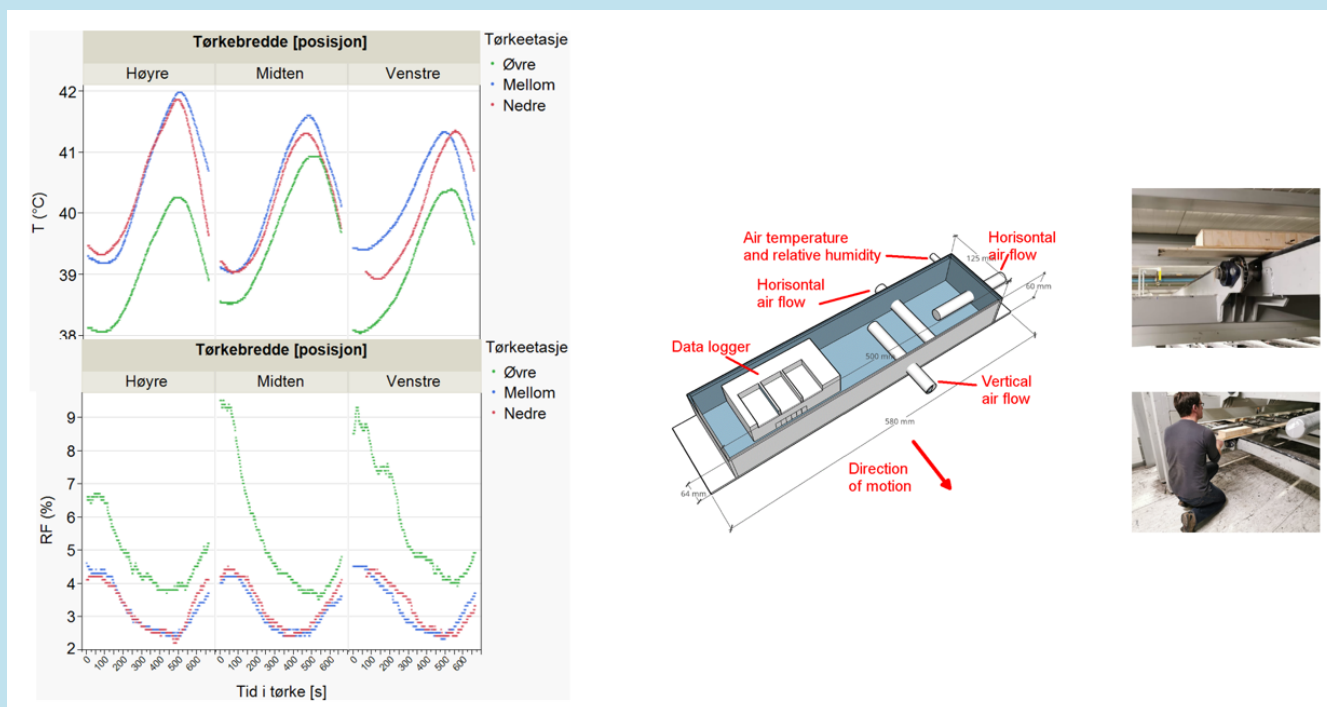 Tørkebredde [posisjon]
Høyre
Midten
Venstre
Tørkeetasje
Øvre
Mellom
Nedre
T (°C)
42
41
40
39
38
Tørkebredde [posisjon]
Høyre
Midten
Venstre
Tørkeetasje
Øvre
Mellom
Nedre
RF (%)
9
8
7
6
5
4
3
2
0 100 200 300 400 500 600
0 100 200 300 400 500 600
0 100 200 300 400 500 600
Tid i tørke [s]
Air temperature
and relative humidity
Horisontal
air flow
125 mm
60 mm
Horisontal
air flow
Data logger
500 mm
Vertical
air flow
580 mm
Direction
of motion
64 mm